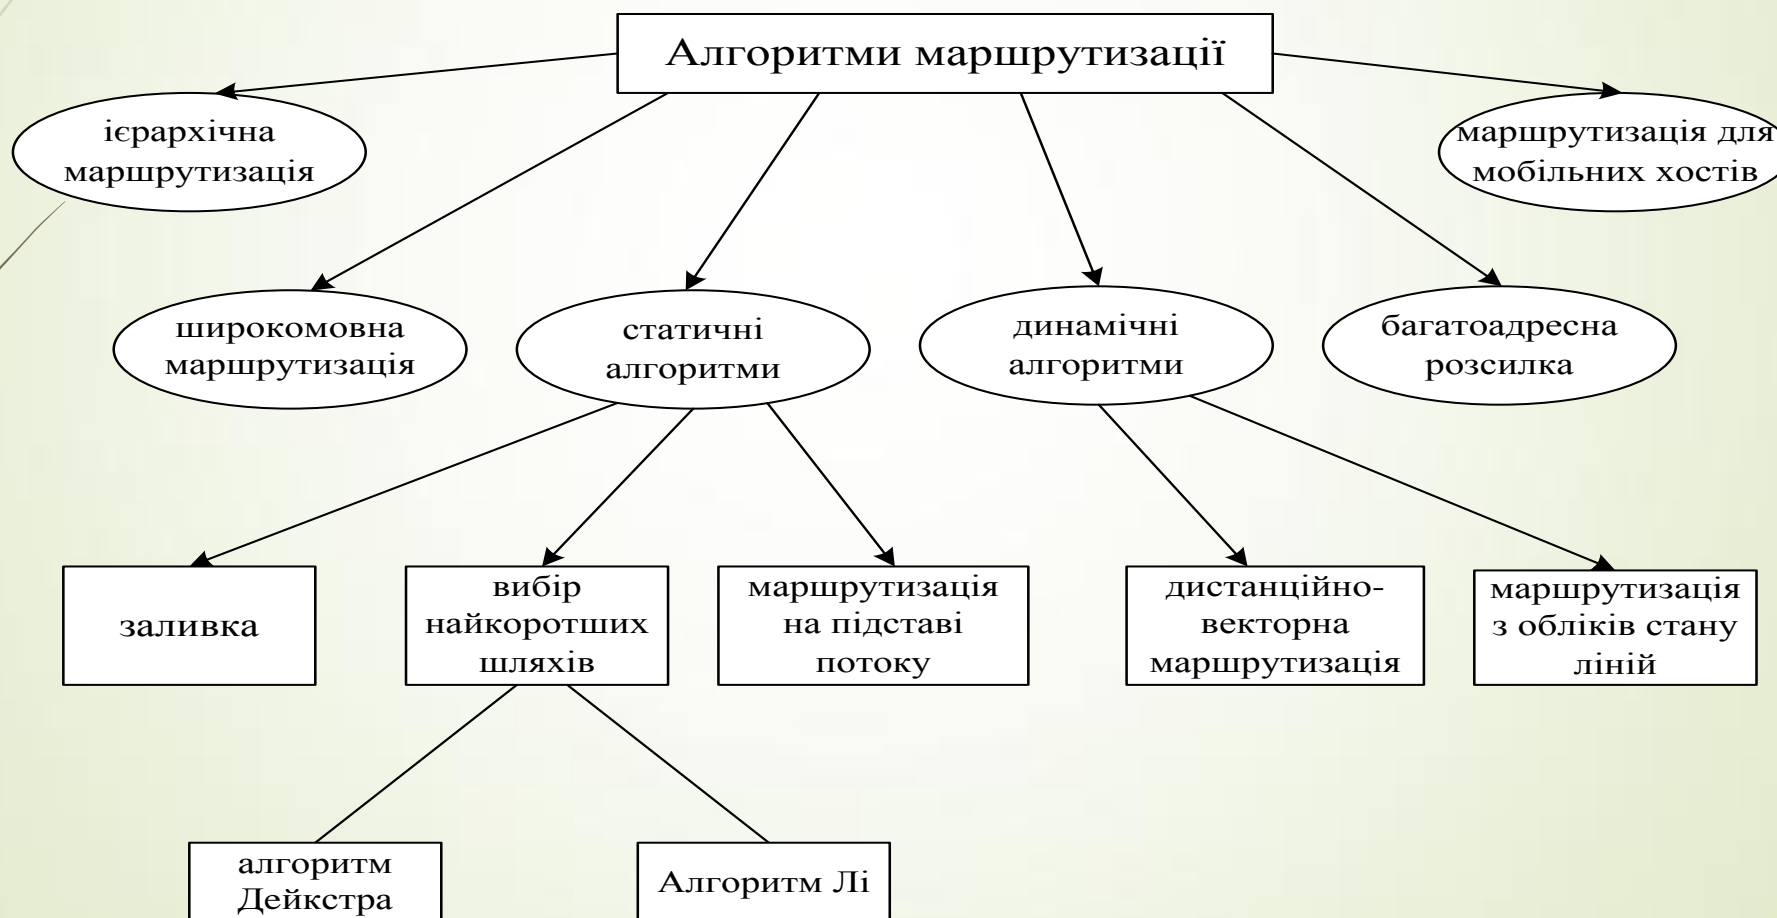 Алгоритми маршрутизації
ієрархічна
маршрутизація
маршрутизація для
мобільних хостів
широкомовна
маршрутизація
статичні
алгоритми
динамічні
алгоритми
багатоадресна
розсилка
заливка
вибір
найкоротших
шляхів
маршрутизація
на підставі
потоку
дистанційно-
векторна
маршрутизація
маршрутизація
з обліків стану
ліній
алгоритм
Дейкстра
Алгоритм Лі